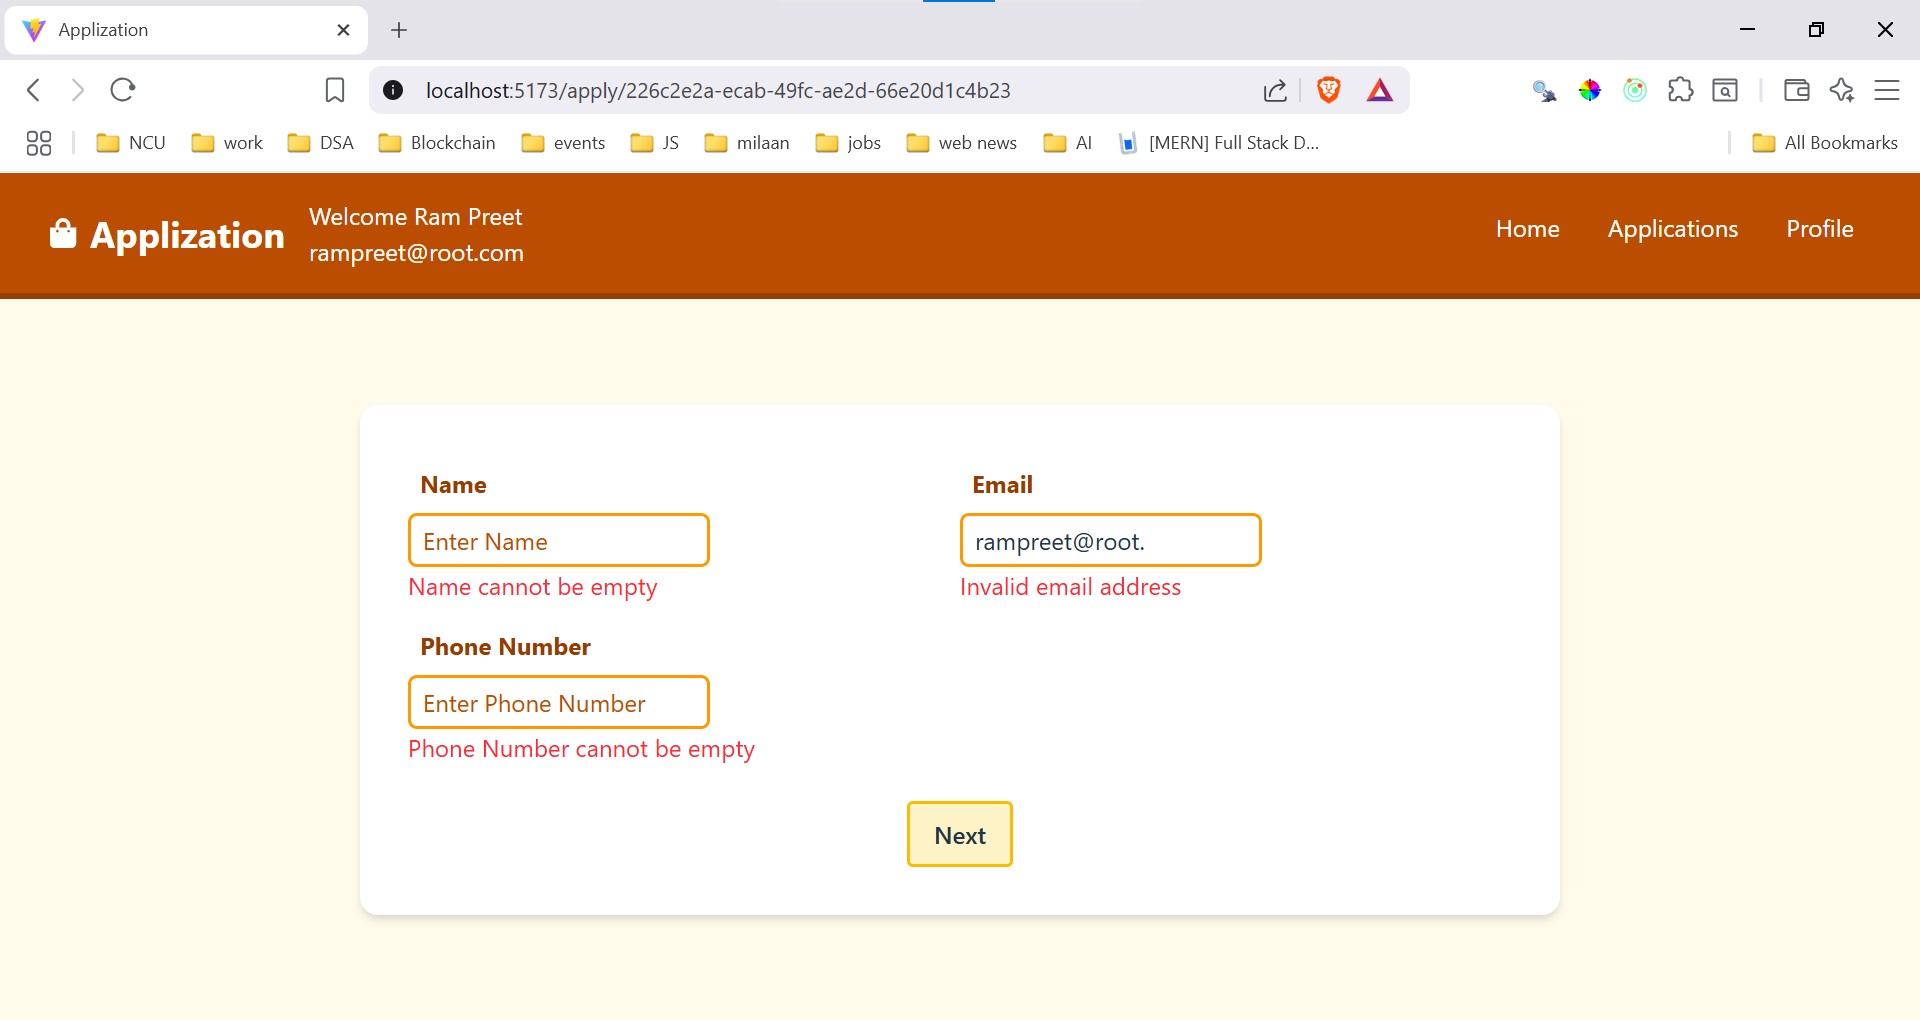 Applization
localhost:5173/apply/226c2e2a-ecab-49fc-ae2d-66e20d1c4b23
NCU work DSA Blockchain events JS milaan jobs web news AI [MERN] Full Stack D... All Bookmarks
Applization
Welcome Ram Preet
rampreet@root.com
Home Applications Profile
Name
Enter Name
Name cannot be empty
Email
rampreet@root.
Invalid email address
Phone Number
Enter Phone Number
Phone Number cannot be empty
Next